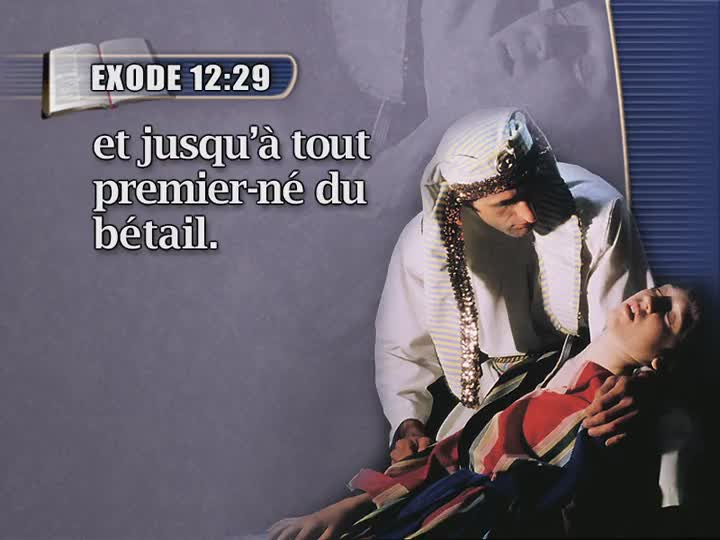 EXODE 12:29
et jusqu'à tout
premier-né du
bétail.